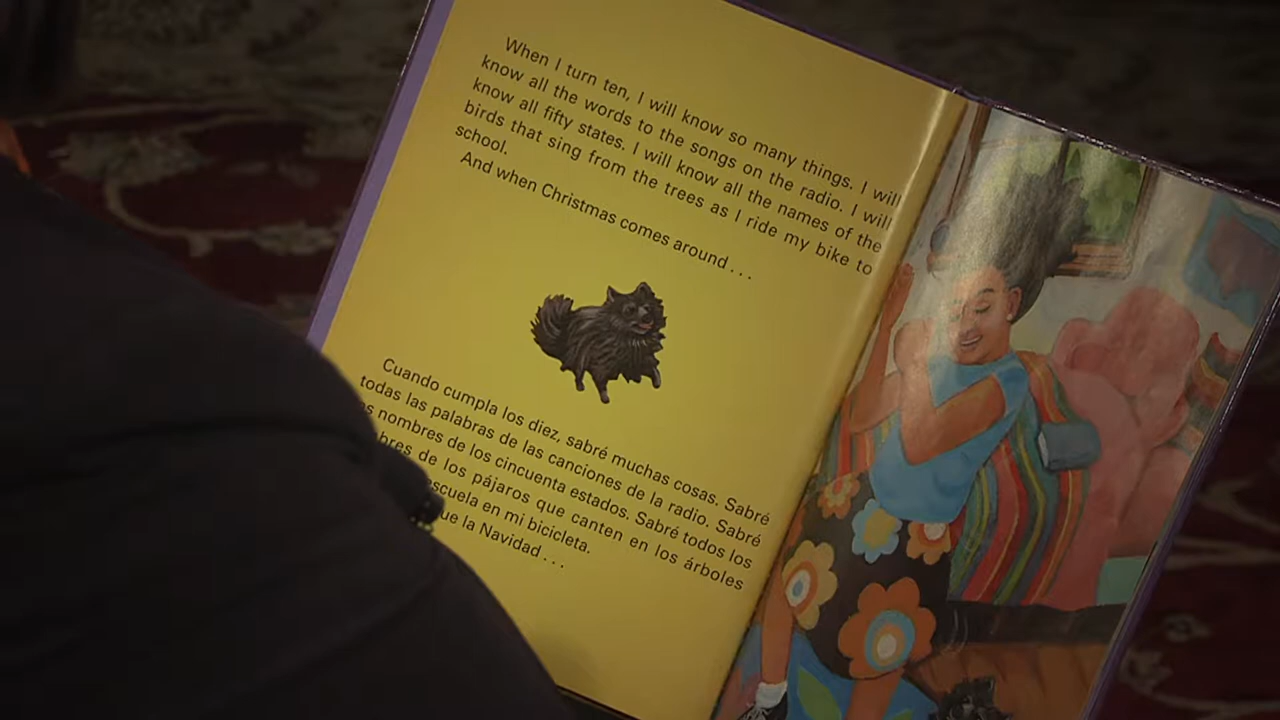 When I turn ten, I will know so many things. I will
know all the words to the songs on the radio. I will
know all fifty states. I will know all the names of the
birds that sing from the trees as I ride my bike to
school.
And when Christmas comes around . . .
Cuando cumpla los diez, sabré muchas cosas. Sabré
todas las palabras de las canciones de la radio. Sabré
nombres de los cincuenta estados. Sabré todos los
de los pájaros que canten en los árboles
en mi bicicleta.
la Navidad . . .